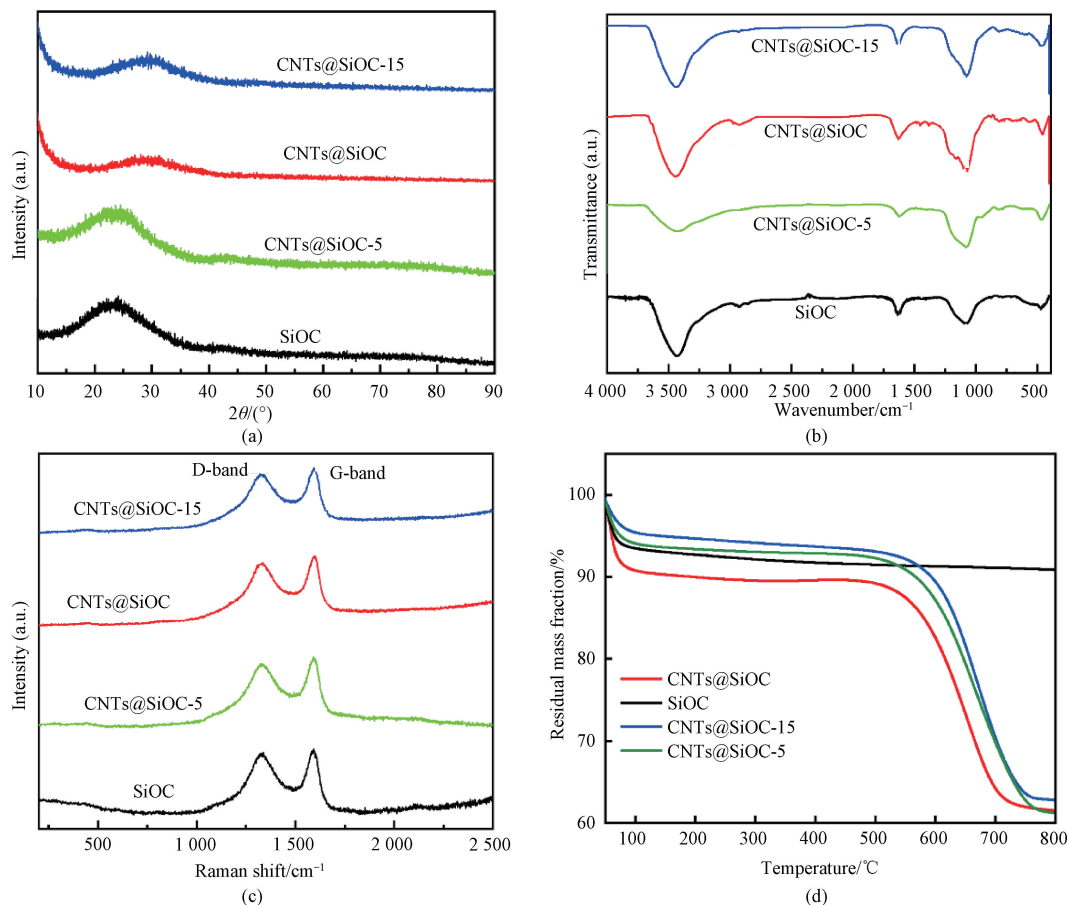 CNTs@SiOC-15
CNTs@SiOC
CNTs@SiOC-5
SiOC
Intensity (a.u.)
10 20 30 40 50 60 70 80 90
2θ/(°)
(a)
CNTs@SiOC-15
CNTs@SiOC
CNTs@SiOC-5
SiOC
Transmittance (a.u.)
4 000 3 500 3 000 2 500 2 000 1 500 1 000 500
Wavenumber/cm⁻¹
(b)
D-band G-band
CNTs@SiOC-15
CNTs@SiOC
CNTs@SiOC-5
SiOC
Intensity (a.u.)
500 1 000 1 500 2 000 2 500
Raman shift/cm⁻¹
(c)
100
90
80
70
60
Residual mass fraction/%
CNTs@SiOC
SiOC
CNTs@SiOC-15
CNTs@SiOC-5
100 200 300 400 500 600 700 800
Temperature/℃
(d)